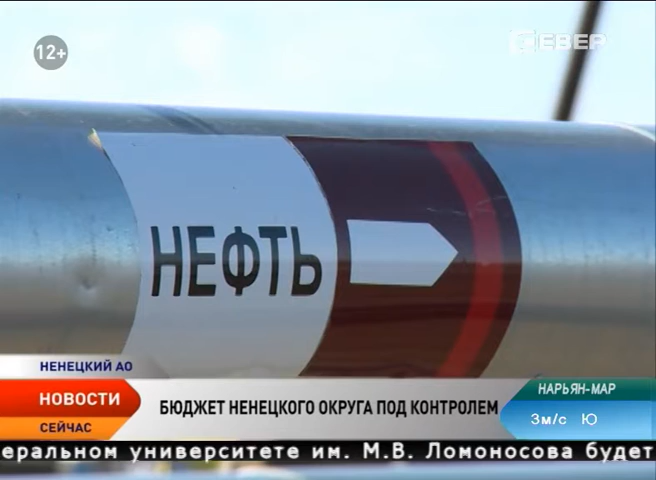 12+
СЕВЕР
НЕФТЬ
НЕНЕЦКИЙ АО
НОВОСТИ
СЕЙЧАС
БЮДЖЕТ НЕНЕЦКОГО ОКРУГА ПОД КОНТРОЛЕМ
НАРЬЯН-МАР
3м/с Ю
еральном университете им. М.В. Ломоносова будет